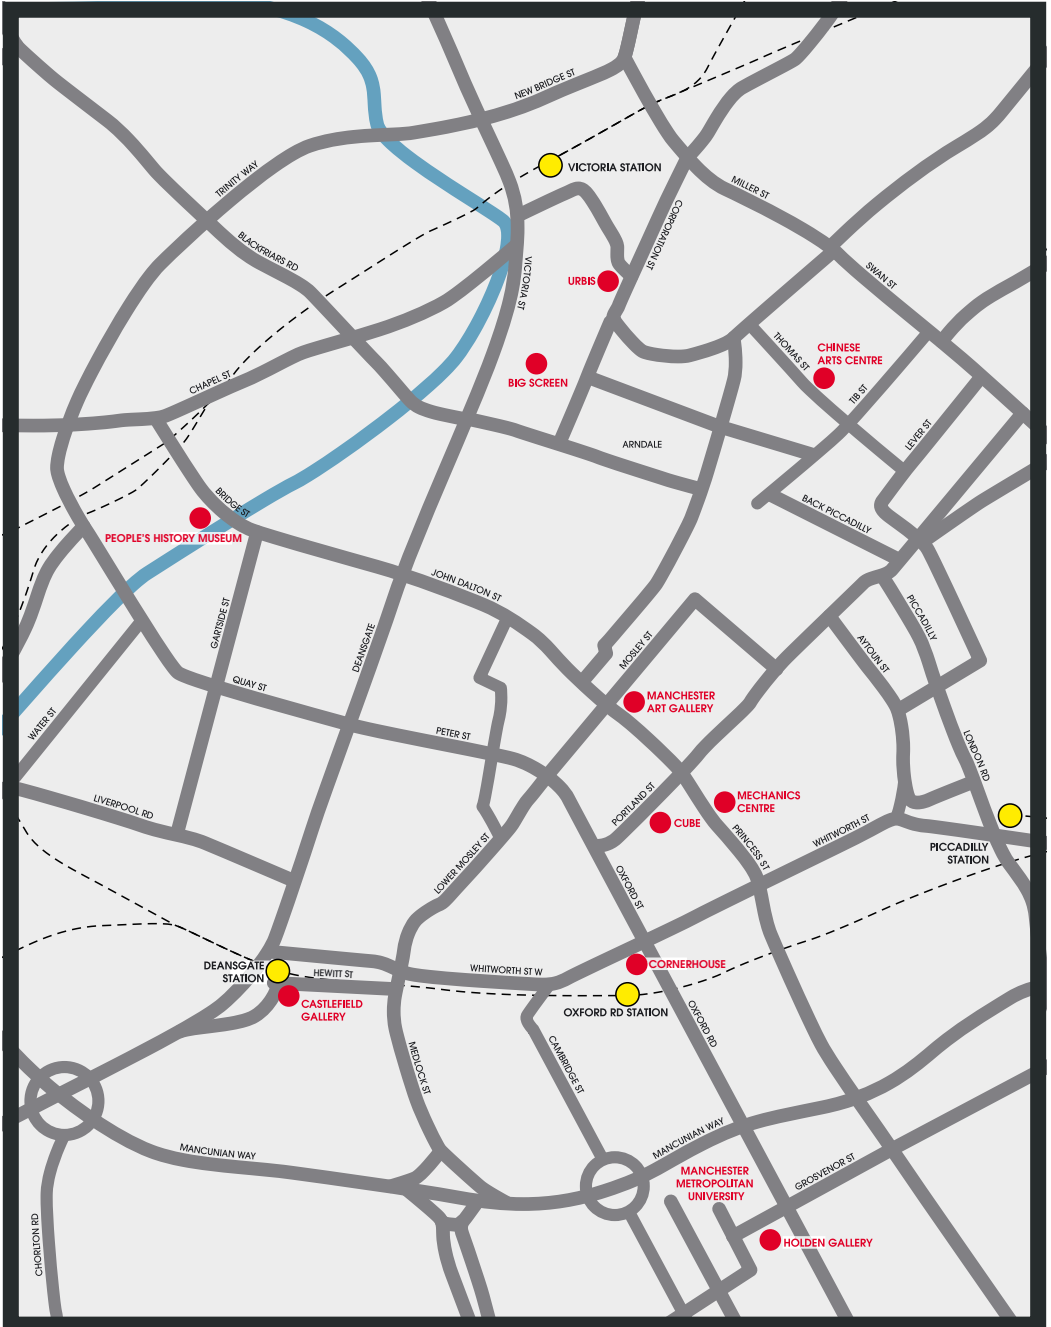 NEW BRIDGE ST
VICTORIA STATION
TRINITY WAY
MILLER ST
BLACKFRIARS RD
CORPORATION ST
VICTORIA ST
SWAN ST
URBIS
THOMAS ST
CHINESE
ARTS CENTRE
BIG SCREEN
CHAPEL ST
TIB ST
ARNDALE
LEVER ST
BRIDGE ST
BACK PICCADILLY
PEOPLE'S HISTORY MUSEUM
JOHN DALTON ST
GARTSIDE ST
DEANSGATE
MOSLEY ST
PICCADILLY
AYTOUN ST
QUAY ST
MANCHESTER
ART GALLERY
WATER ST
PETER ST
LONDON RD
LIVERPOOL RD
PORTLAND ST
MECHANICS
CENTRE
CUBE
PRINCESS ST
WHITWORTH ST
PICCADILLY
STATION
LOWER MOSLEY ST
OXFORD ST
DEANSGATE
STATION
HEWITT ST
WHITWORTH ST W
CORNERHOUSE
CASTLEFIELD
GALLERY
OXFORD RD STATION
OXFORD RD
MEDLOCK ST
CAMBRIDGE ST
MANCUNIAN WAY
MANCUNIAN WAY
MANCHESTER
METROPOLITAN
UNIVERSITY
GROSVENOR ST
CHORLTON RD
HOLDEN GALLERY